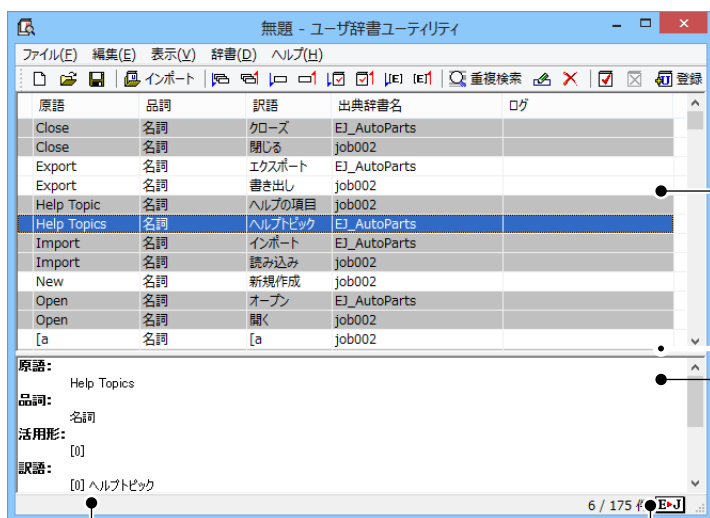 無題 - ユーザ辞書ユーティリティ
ファイル(F) 編集(E) 表示(V) 辞書(D) ヘルプ(H)
インポート [E] [E] 重複検索 登録
原語 品詞 訳語 出典辞書名 ログ
Close 名詞 クローズ EJ_AutoParts
Close 名詞 閉じる job002
Export 名詞 エクスポート EJ_AutoParts
Export 名詞 書き出し job002
Help Topic 名詞 ヘルプの項目 job002
Help Topics 名詞 ヘルプトピック EJ_AutoParts
Import 名詞 インポート EJ_AutoParts
Import 名詞 読み込み job002
New 名詞 新規作成 job002
Open 名詞 オープン EJ_AutoParts
Open 名詞 開く job002
[a 名詞 [a job002
原語:
Help Topics
品詞:
名詞
活用形:
[0]
訳語:
[0] ヘルプトピック
6 / 175 E▸J